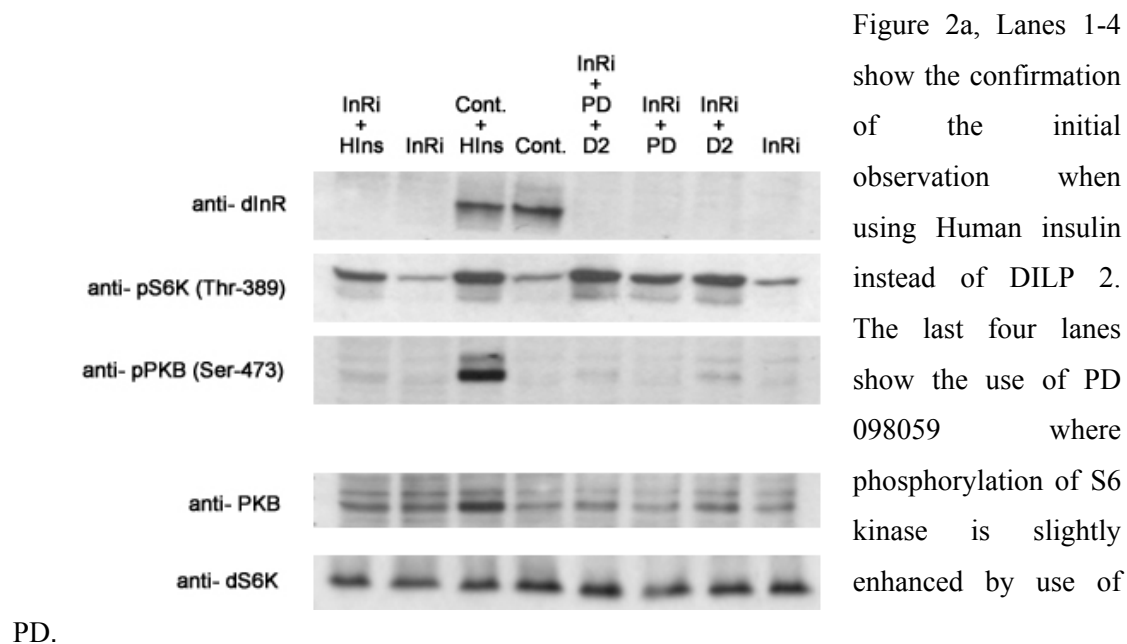 InRi + HIns
InRi
Cont. + HIns
Cont.
InRi + PD + D2
InRi + PD
InRi + D2
InRi
anti- dInR
anti- pS6K (Thr-389)
anti- pPKB (Ser-473)
anti- PKB
anti- dS6K
Figure 2a, Lanes 1-4
show the confirmation
of the initial
observation when
using Human insulin
instead of DILP 2.
The last four lanes
show the use of PD
098059 where
phosphorylation of S6
kinase is slightly
enhanced by use of
PD.